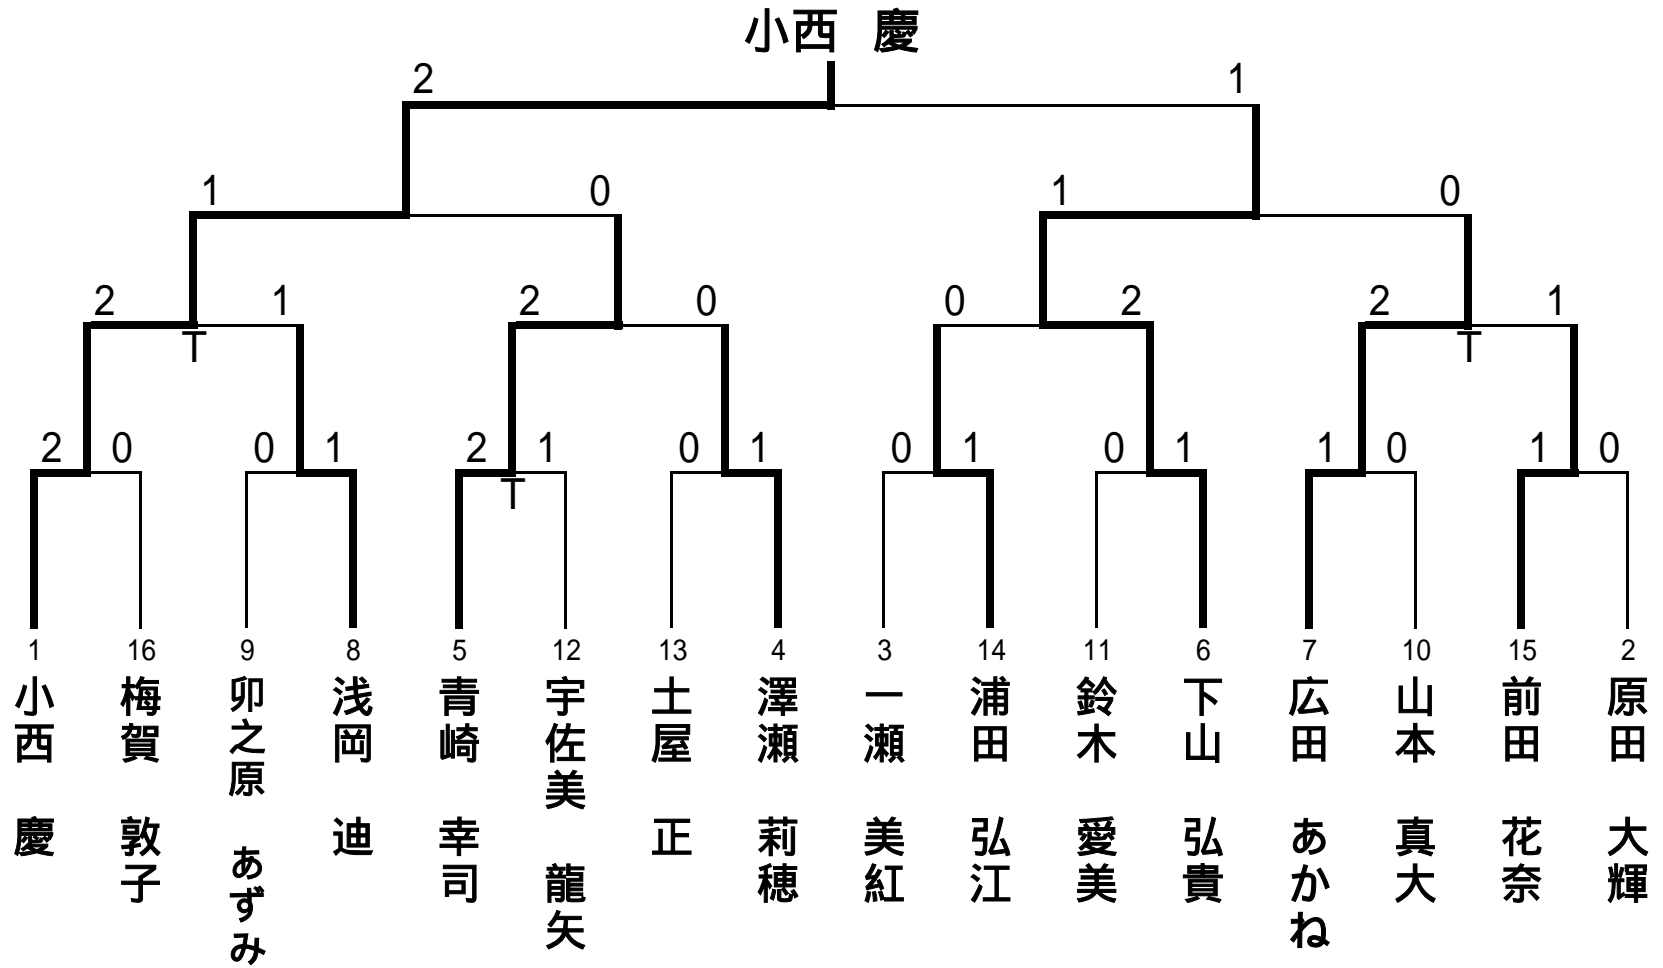 小西 慶
2 1
1 0 1 0
2 1 2 0 0 2 2 1
T T
2 0 0 1 2 1 0 1 0 1 0 1 1 0 1 0
T
1 16 9 8 5 12 13 4 3 14 11 6 7 10 15 2
小西 慶
梅賀 敦子
卯之原 あずみ
浅岡 迪
青崎 幸司
宇佐美 龍矢
土屋 正
澤瀬 莉穂
一瀬 美紅
浦田 弘江
鈴木 愛美
下山 弘貴
広田 あかね
山本 真大
前田 花奈
原田 大輝